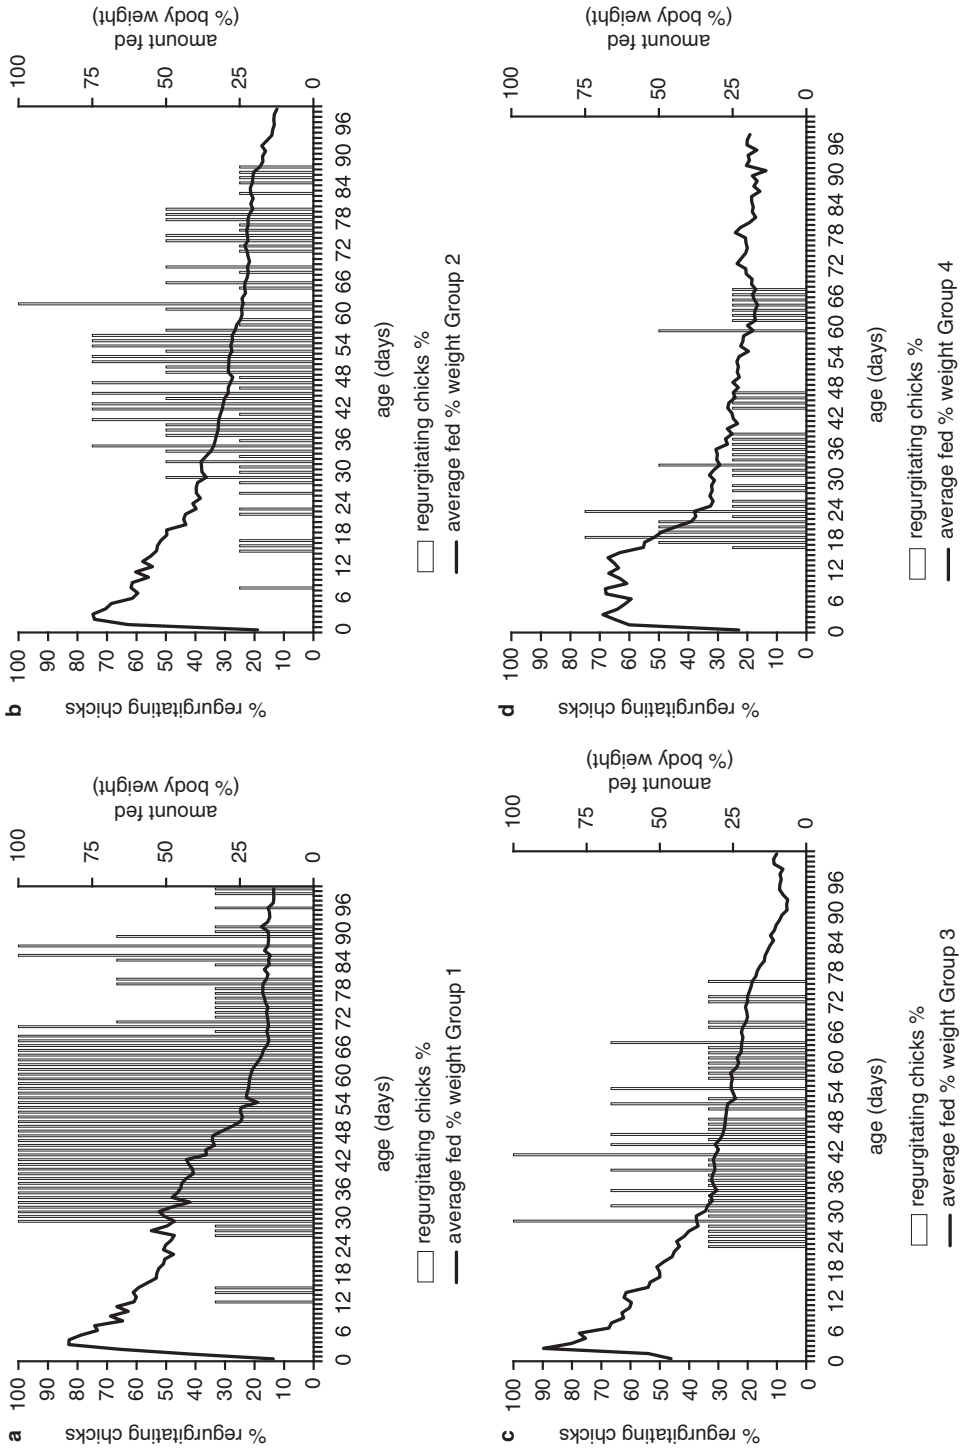 a
% regurgitating chicks
100
90
80
70
60
50
40
30
20
10
0
0 6 12 18 24 30 36 42 48 54 60 66 72 78 84 90 96
age (days)
100
75
50
25
0
amount fed
(% body weight)
regurgitating chicks %
average fed % weight Group 1
b
% regurgitating chicks
100
90
80
70
60
50
40
30
20
10
0
0 6 12 18 24 30 36 42 48 54 60 66 72 78 84 90 96
age (days)
100
75
50
25
0
amount fed
(% body weight)
regurgitating chicks %
average fed % weight Group 2
c
% regurgitating chicks
100
90
80
70
60
50
40
30
20
10
0
0 6 12 18 24 30 36 42 48 54 60 66 72 78 84 90 96
age (days)
100
75
50
25
0
amount fed
(% body weight)
regurgitating chicks %
average fed % weight Group 3
d
% regurgitating chicks
100
90
80
70
60
50
40
30
20
10
0
0 6 12 18 24 30 36 42 48 54 60 66 72 78 84 90 96
age (days)
100
75
50
25
0
amount fed
(% body weight)
regurgitating chicks %
average fed % weight Group 4